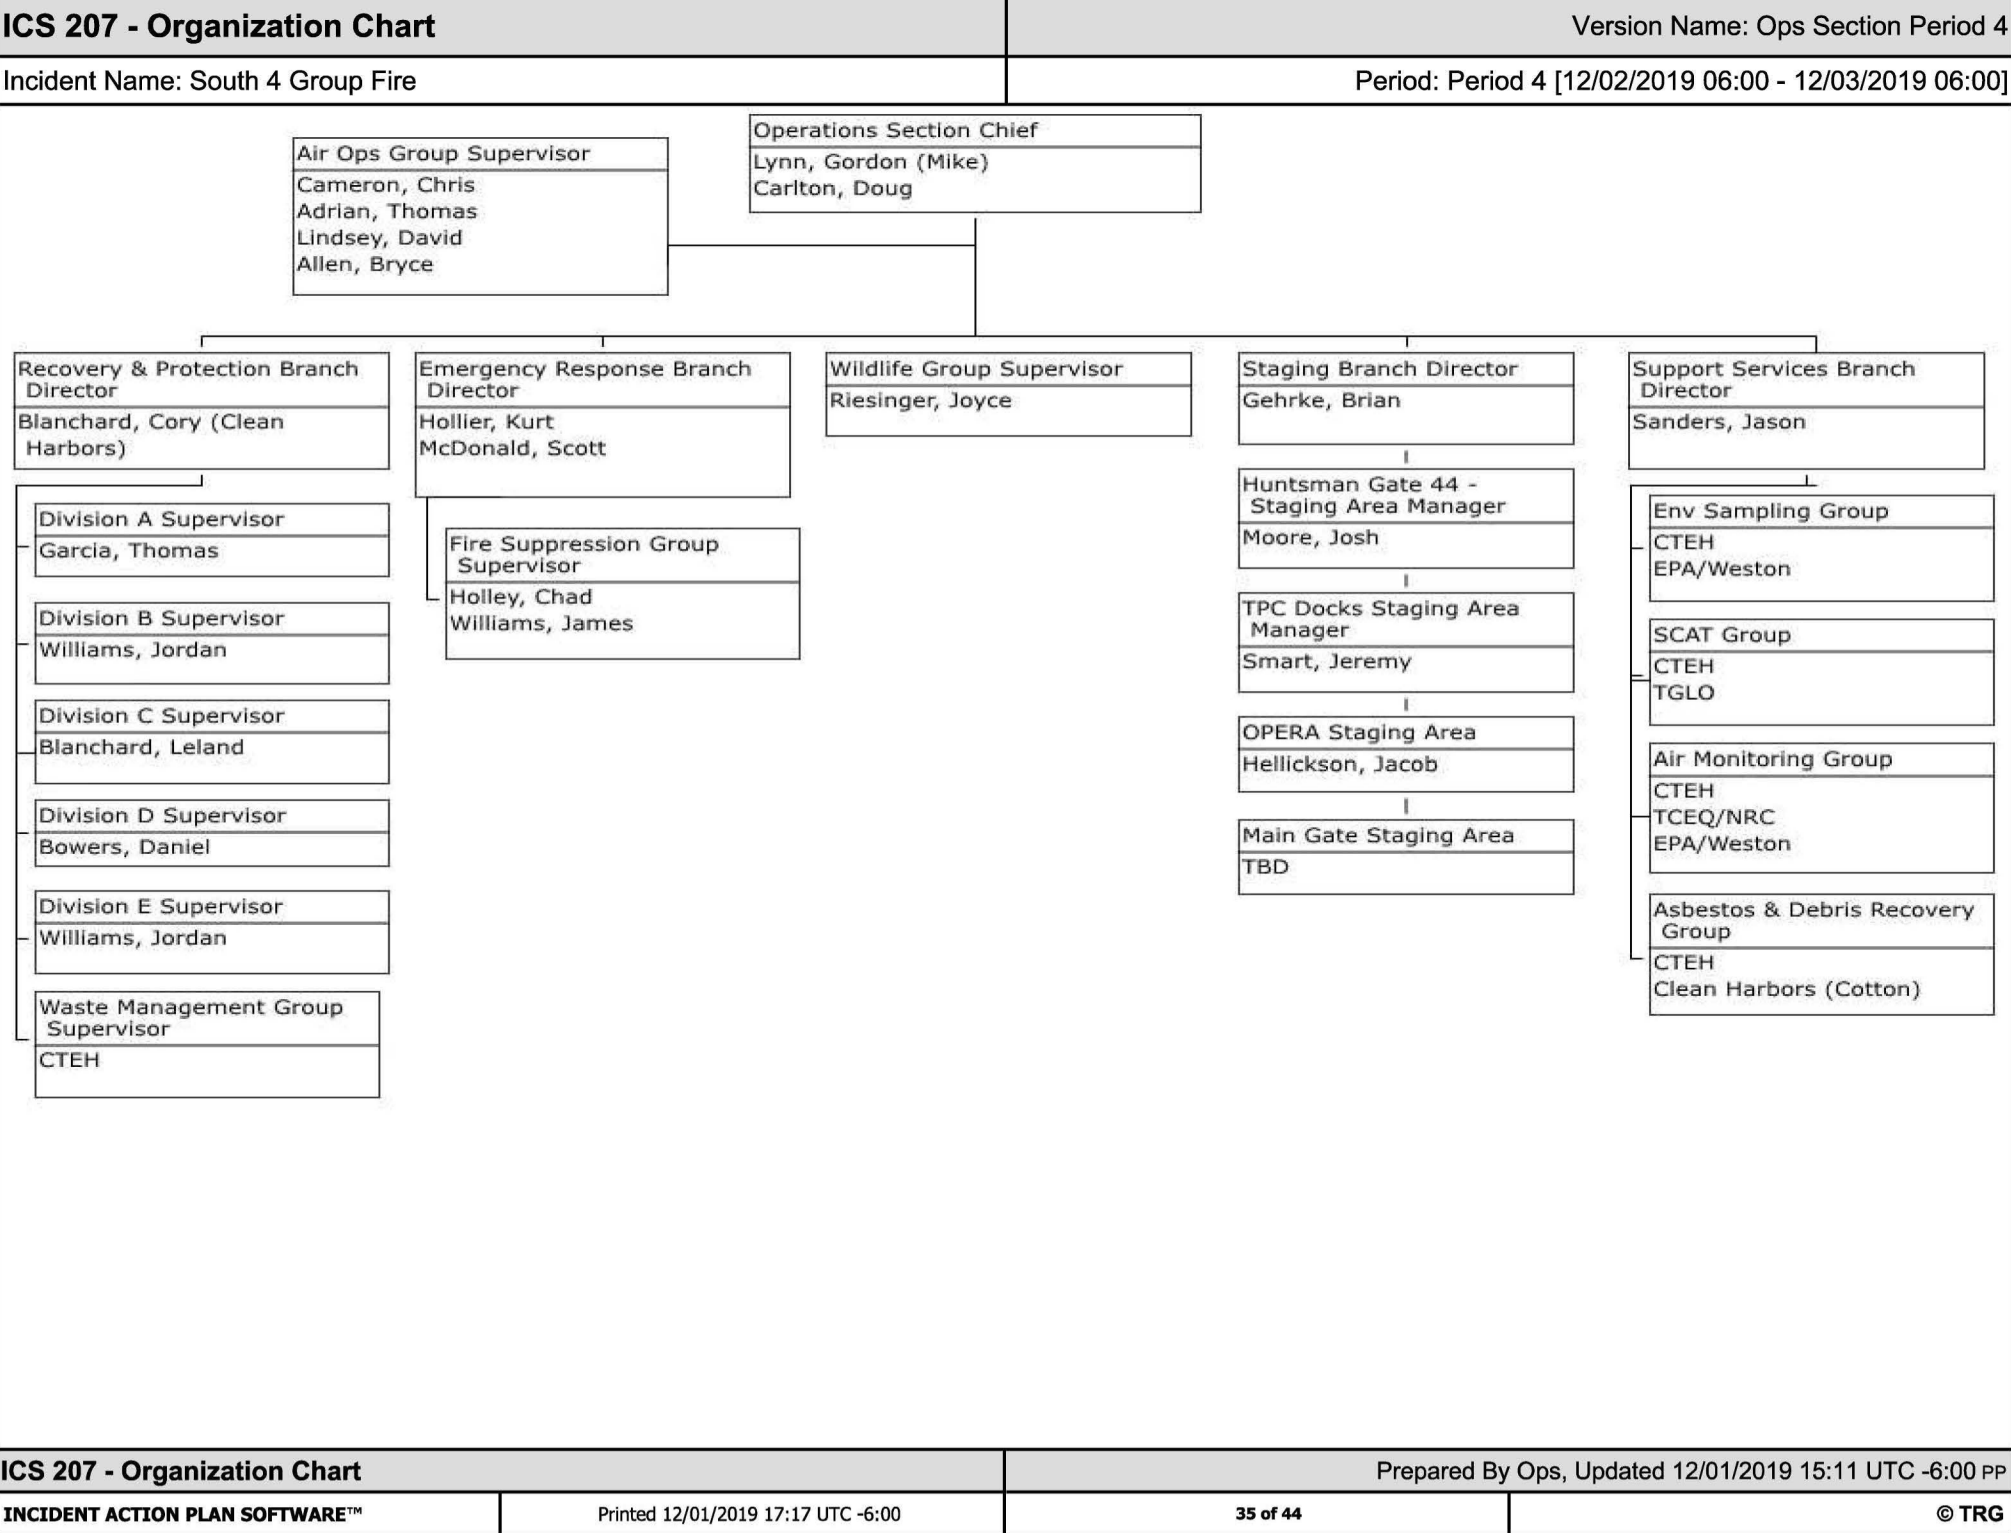 ICS 207 - Organization Chart
Version Name: Ops Section Period 4
Incident Name: South 4 Group Fire
Period: Period 4 [12/02/2019 06:00 - 12/03/2019 06:00]
Operations Section Chief
Lynn, Gordon (Mike)
Carlton, Doug
Air Ops Group Supervisor
Cameron, Chris
Adrian, Thomas
Lindsey, David
Allen, Bryce
Recovery & Protection Branch
Director
Blanchard, Cory (Clean
Harbors)
Division A Supervisor
Garcia, Thomas
Division B Supervisor
Williams, Jordan
Division C Supervisor
Blanchard, Leland
Division D Supervisor
Bowers, Daniel
Division E Supervisor
Williams, Jordan
Waste Management Group
Supervisor
CTEH
Emergency Response Branch
Director
Hollier, Kurt
McDonald, Scott
Fire Suppression Group
Supervisor
Holley, Chad
Williams, James
Wildlife Group Supervisor
Riesinger, Joyce
Staging Branch Director
Gehrke, Brian
Huntsman Gate 44 -
Staging Area Manager
Moore, Josh
TPC Docks Staging Area
Manager
Smart, Jeremy
OPERA Staging Area
Hellickson, Jacob
Main Gate Staging Area
TBD
Support Services Branch
Director
Sanders, Jason
Env Sampling Group
CTEH
EPA/Weston
SCAT Group
CTEH
TGLO
Air Monitoring Group
CTEH
TCEQ/NRC
EPA/Weston
Asbestos & Debris Recovery
Group
CTEH
Clean Harbors (Cotton)
ICS 207 - Organization Chart
Prepared By Ops, Updated 12/01/2019 15:11 UTC -6:00 PP
INCIDENT ACTION PLAN SOFTWARE™
Printed 12/01/2019 17:17 UTC -6:00
35 of 44
© TRG